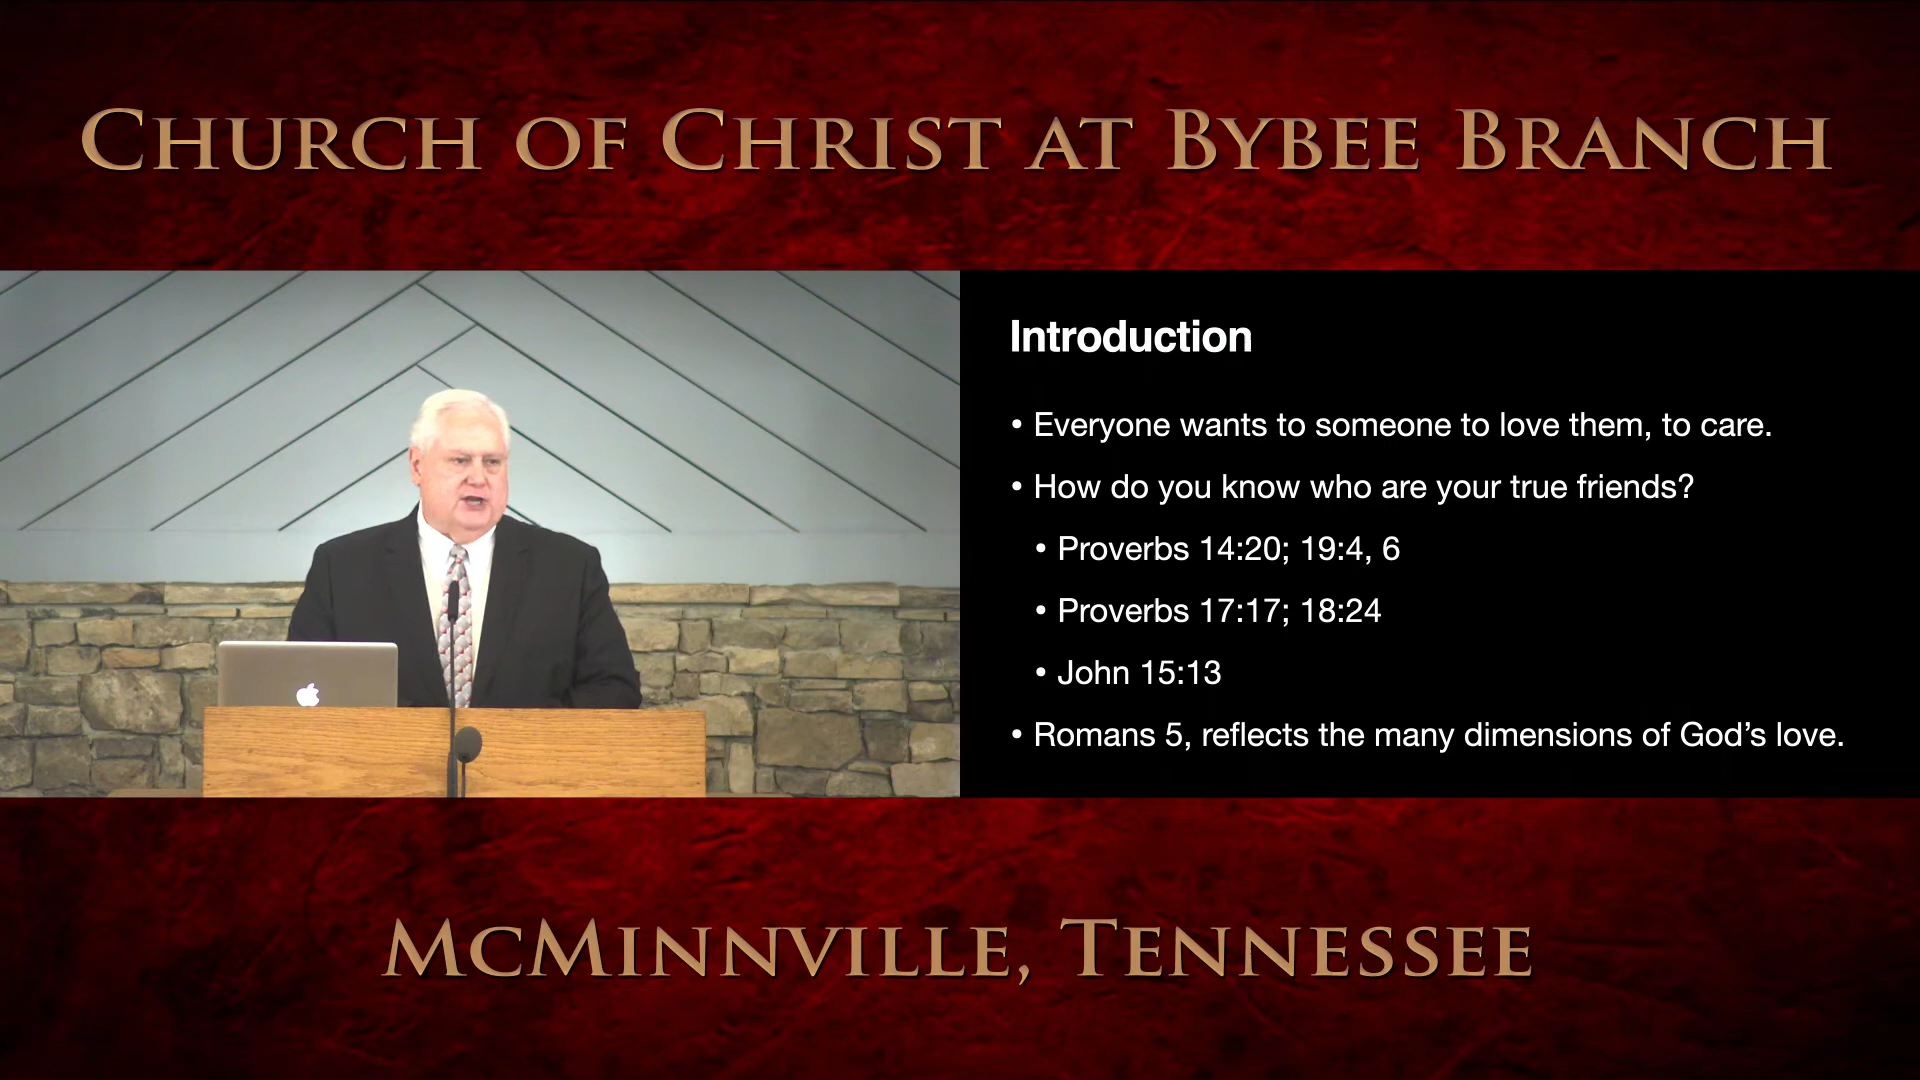 CHURCH OF CHRIST AT BYBEE BRANCH
Introduction
• Everyone wants to someone to love them, to care.
• How do you know who are your true friends?
• Proverbs 14:20; 19:4, 6
• Proverbs 17:17; 18:24
• John 15:13
• Romans 5, reflects the many dimensions of God’s love.
MCMINNVILLE, TENNESSEE